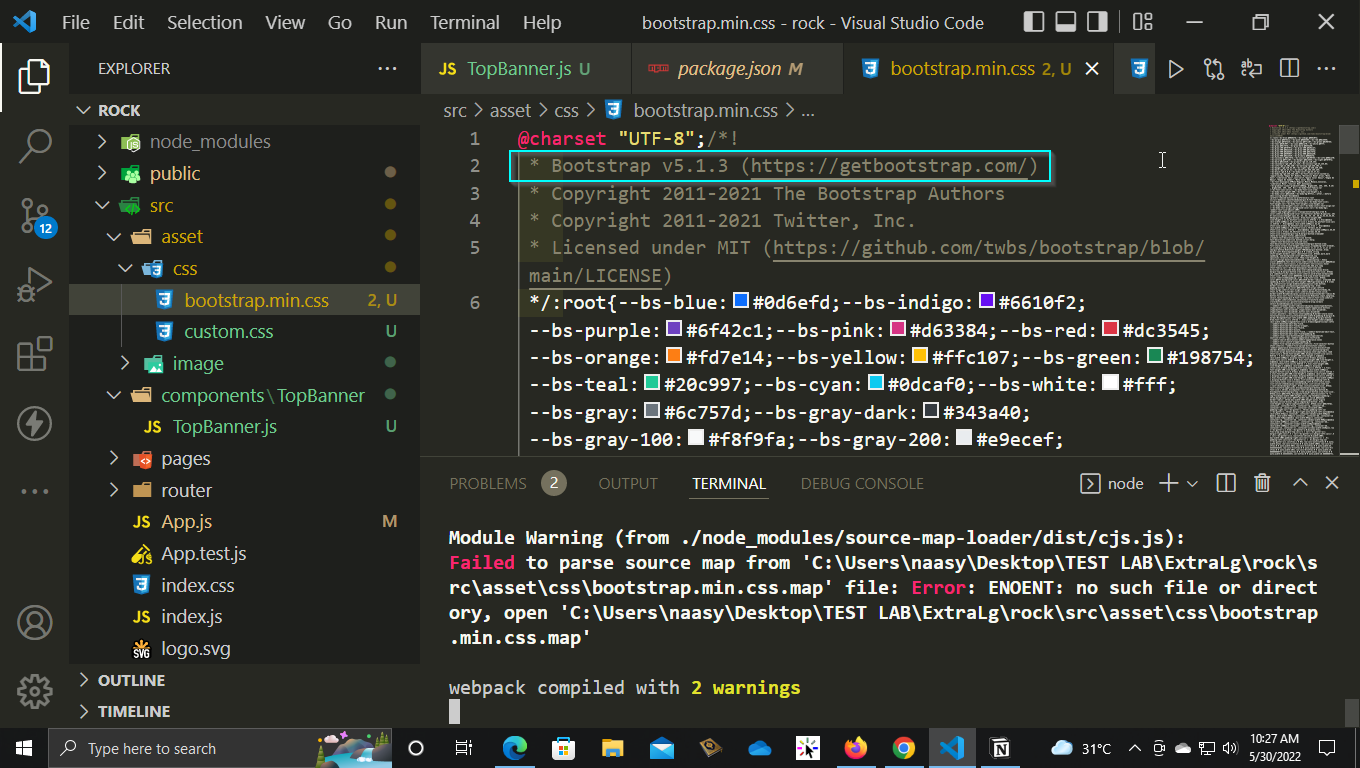 File Edit Selection View Go Run Terminal Help bootstrap.min.css - rock - Visual Studio Code
EXPLORER
JS TopBanner.js U package.json M bootstrap.min.css 2, U
src > asset > css > bootstrap.min.css > ...
ROCK
node_modules
public
src
asset
css
bootstrap.min.css 2, U
custom.css U
image
components\TopBanner
JS TopBanner.js U
pages
router
JS App.js M
App.test.js
index.css
JS index.js
SVG logo.svg
OUTLINE
TIMELINE
12
1 @charset "UTF-8";/*!
2 * Bootstrap v5.1.3 (https://getbootstrap.com/)
3 * Copyright 2011-2021 The Bootstrap Authors
4 * Copyright 2011-2021 Twitter, Inc.
5 * Licensed under MIT (https://github.com/twbs/bootstrap/blob/
main/LICENSE)
6 */:root{--bs-blue:#0d6efd;--bs-indigo:#6610f2;
--bs-purple:#6f42c1;--bs-pink:#d63384;--bs-red:#dc3545;
--bs-orange:#fd7e14;--bs-yellow:#ffc107;--bs-green:#198754;
--bs-teal:#20c997;--bs-cyan:#0dcaf0;--bs-white:#fff;
--bs-gray:#6c757d;--bs-gray-dark:#343a40;
--bs-gray-100:#f8f9fa;--bs-gray-200:#e9ecef;
PROBLEMS 2 OUTPUT TERMINAL DEBUG CONSOLE node
Module Warning (from ./node_modules/source-map-loader/dist/cjs.js):
Failed to parse source map from 'C:\Users\naasy\Desktop\TEST LAB\ExtraLg\rock\s
rc\asset\css\bootstrap.min.css.map' file: Error: ENOENT: no such file or direct
ory, open 'C:\Users\naasy\Desktop\TEST LAB\ExtraLg\rock\src\asset\css\bootstrap
.min.css.map'
webpack compiled with 2 warnings
Type here to search
31°C
10:27 AM
5/30/2022